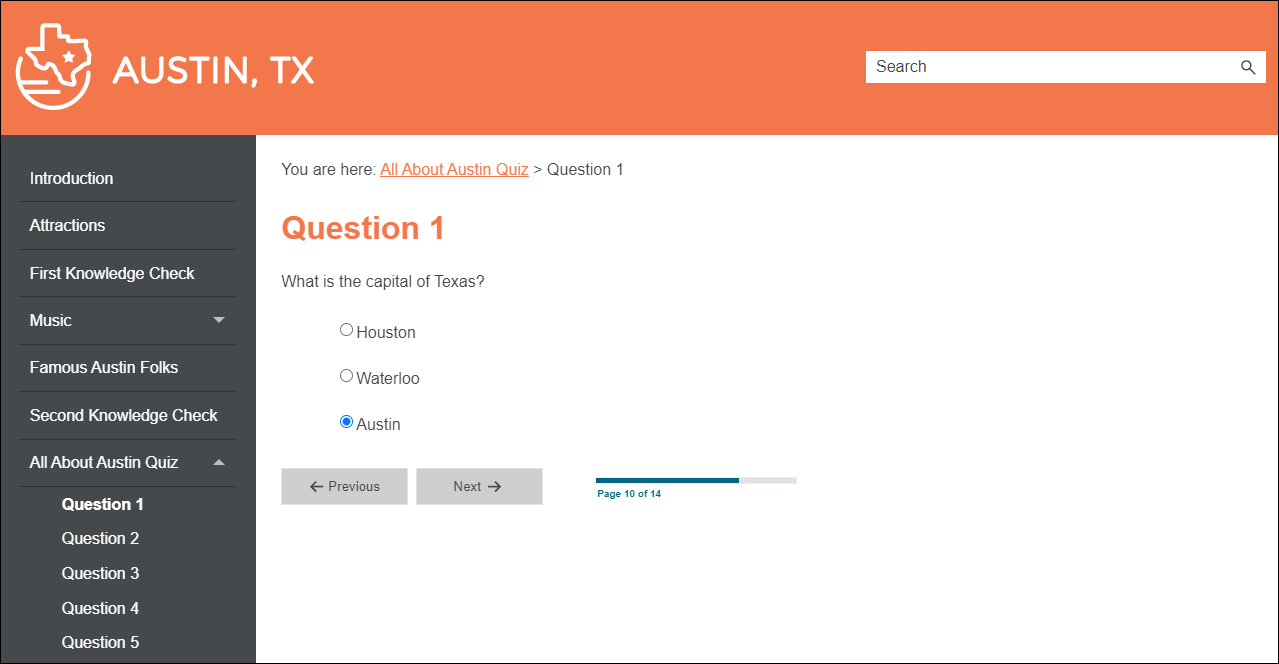 AUSTIN, TX
Search
Introduction
Attractions
First Knowledge Check
Music
Famous Austin Folks
Second Knowledge Check
All About Austin Quiz
Question 1
Question 2
Question 3
Question 4
Question 5
You are here: All About Austin Quiz > Question 1
Question 1
What is the capital of Texas?
Houston
Waterloo
Austin
Previous Next
Page 10 of 14